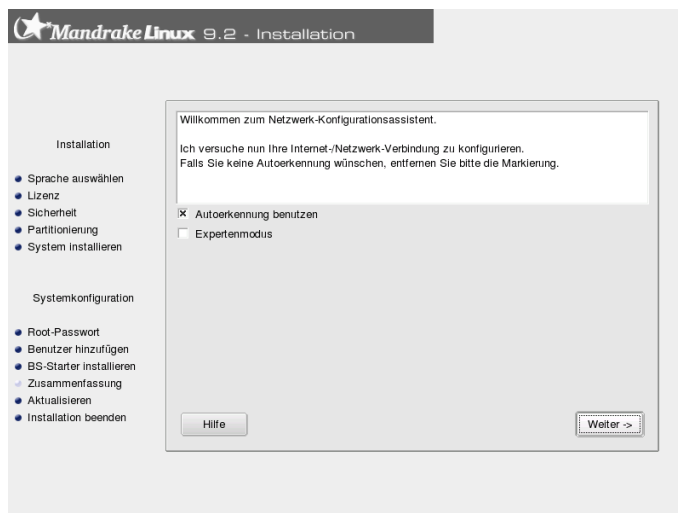 Mandrake Linux 9.2 - Installation
Installation
Sprache auswählen
Lizenz
Sicherheit
Partitionierung
System installieren
Systemkonfiguration
Root-Passwort
Benutzer hinzufügen
BS-Starter installieren
Zusammenfassung
Aktualisieren
Installation beenden
Willkommen zum Netzwerk-Konfigurationsassistent.
Ich versuche nun Ihre Internet-/Netzwerk-Verbindung zu konfigurieren.
Falls Sie keine Autoerkennung wünschen, entfernen Sie bitte die Markierung.
Autoerkennung benutzen
Expertenmodus
Hilfe
Weiter ->